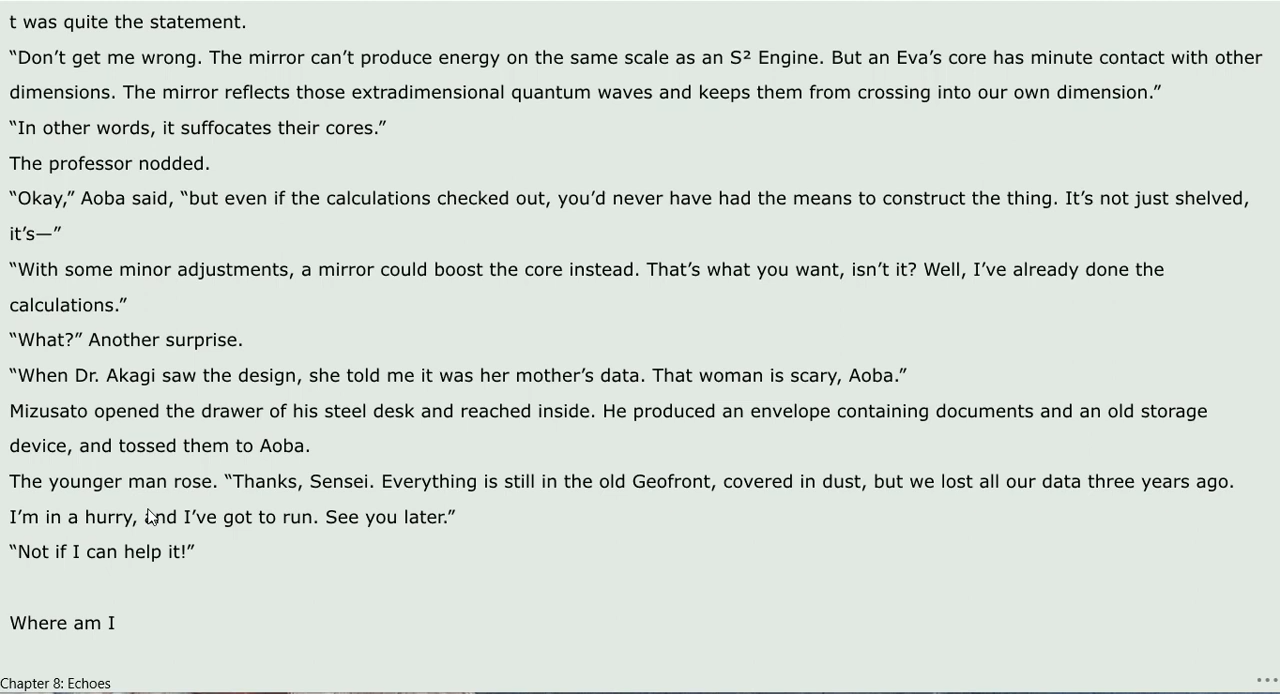 t was quite the statement.
“Don’t get me wrong. The mirror can’t produce energy on the same scale as an S² Engine. But an Eva’s core has minute contact with other
dimensions. The mirror reflects those extradimensional quantum waves and keeps them from crossing into our own dimension.”
“In other words, it suffocates their cores.”
The professor nodded.
“Okay,” Aoba said, “but even if the calculations checked out, you’d never have had the means to construct the thing. It’s not just shelved,
it’s—”
“With some minor adjustments, a mirror could boost the core instead. That’s what you want, isn’t it? Well, I’ve already done the
calculations.”
“What?” Another surprise.
“When Dr. Akagi saw the design, she told me it was her mother’s data. That woman is scary, Aoba.”
Mizusato opened the drawer of his steel desk and reached inside. He produced an envelope containing documents and an old storage
device, and tossed them to Aoba.
The younger man rose. “Thanks, Sensei. Everything is still in the old Geofront, covered in dust, but we lost all our data three years ago.
I’m in a hurry, and I’ve got to run. See you later.”
“Not if I can help it!”
Where am I
Chapter 8: Echoes